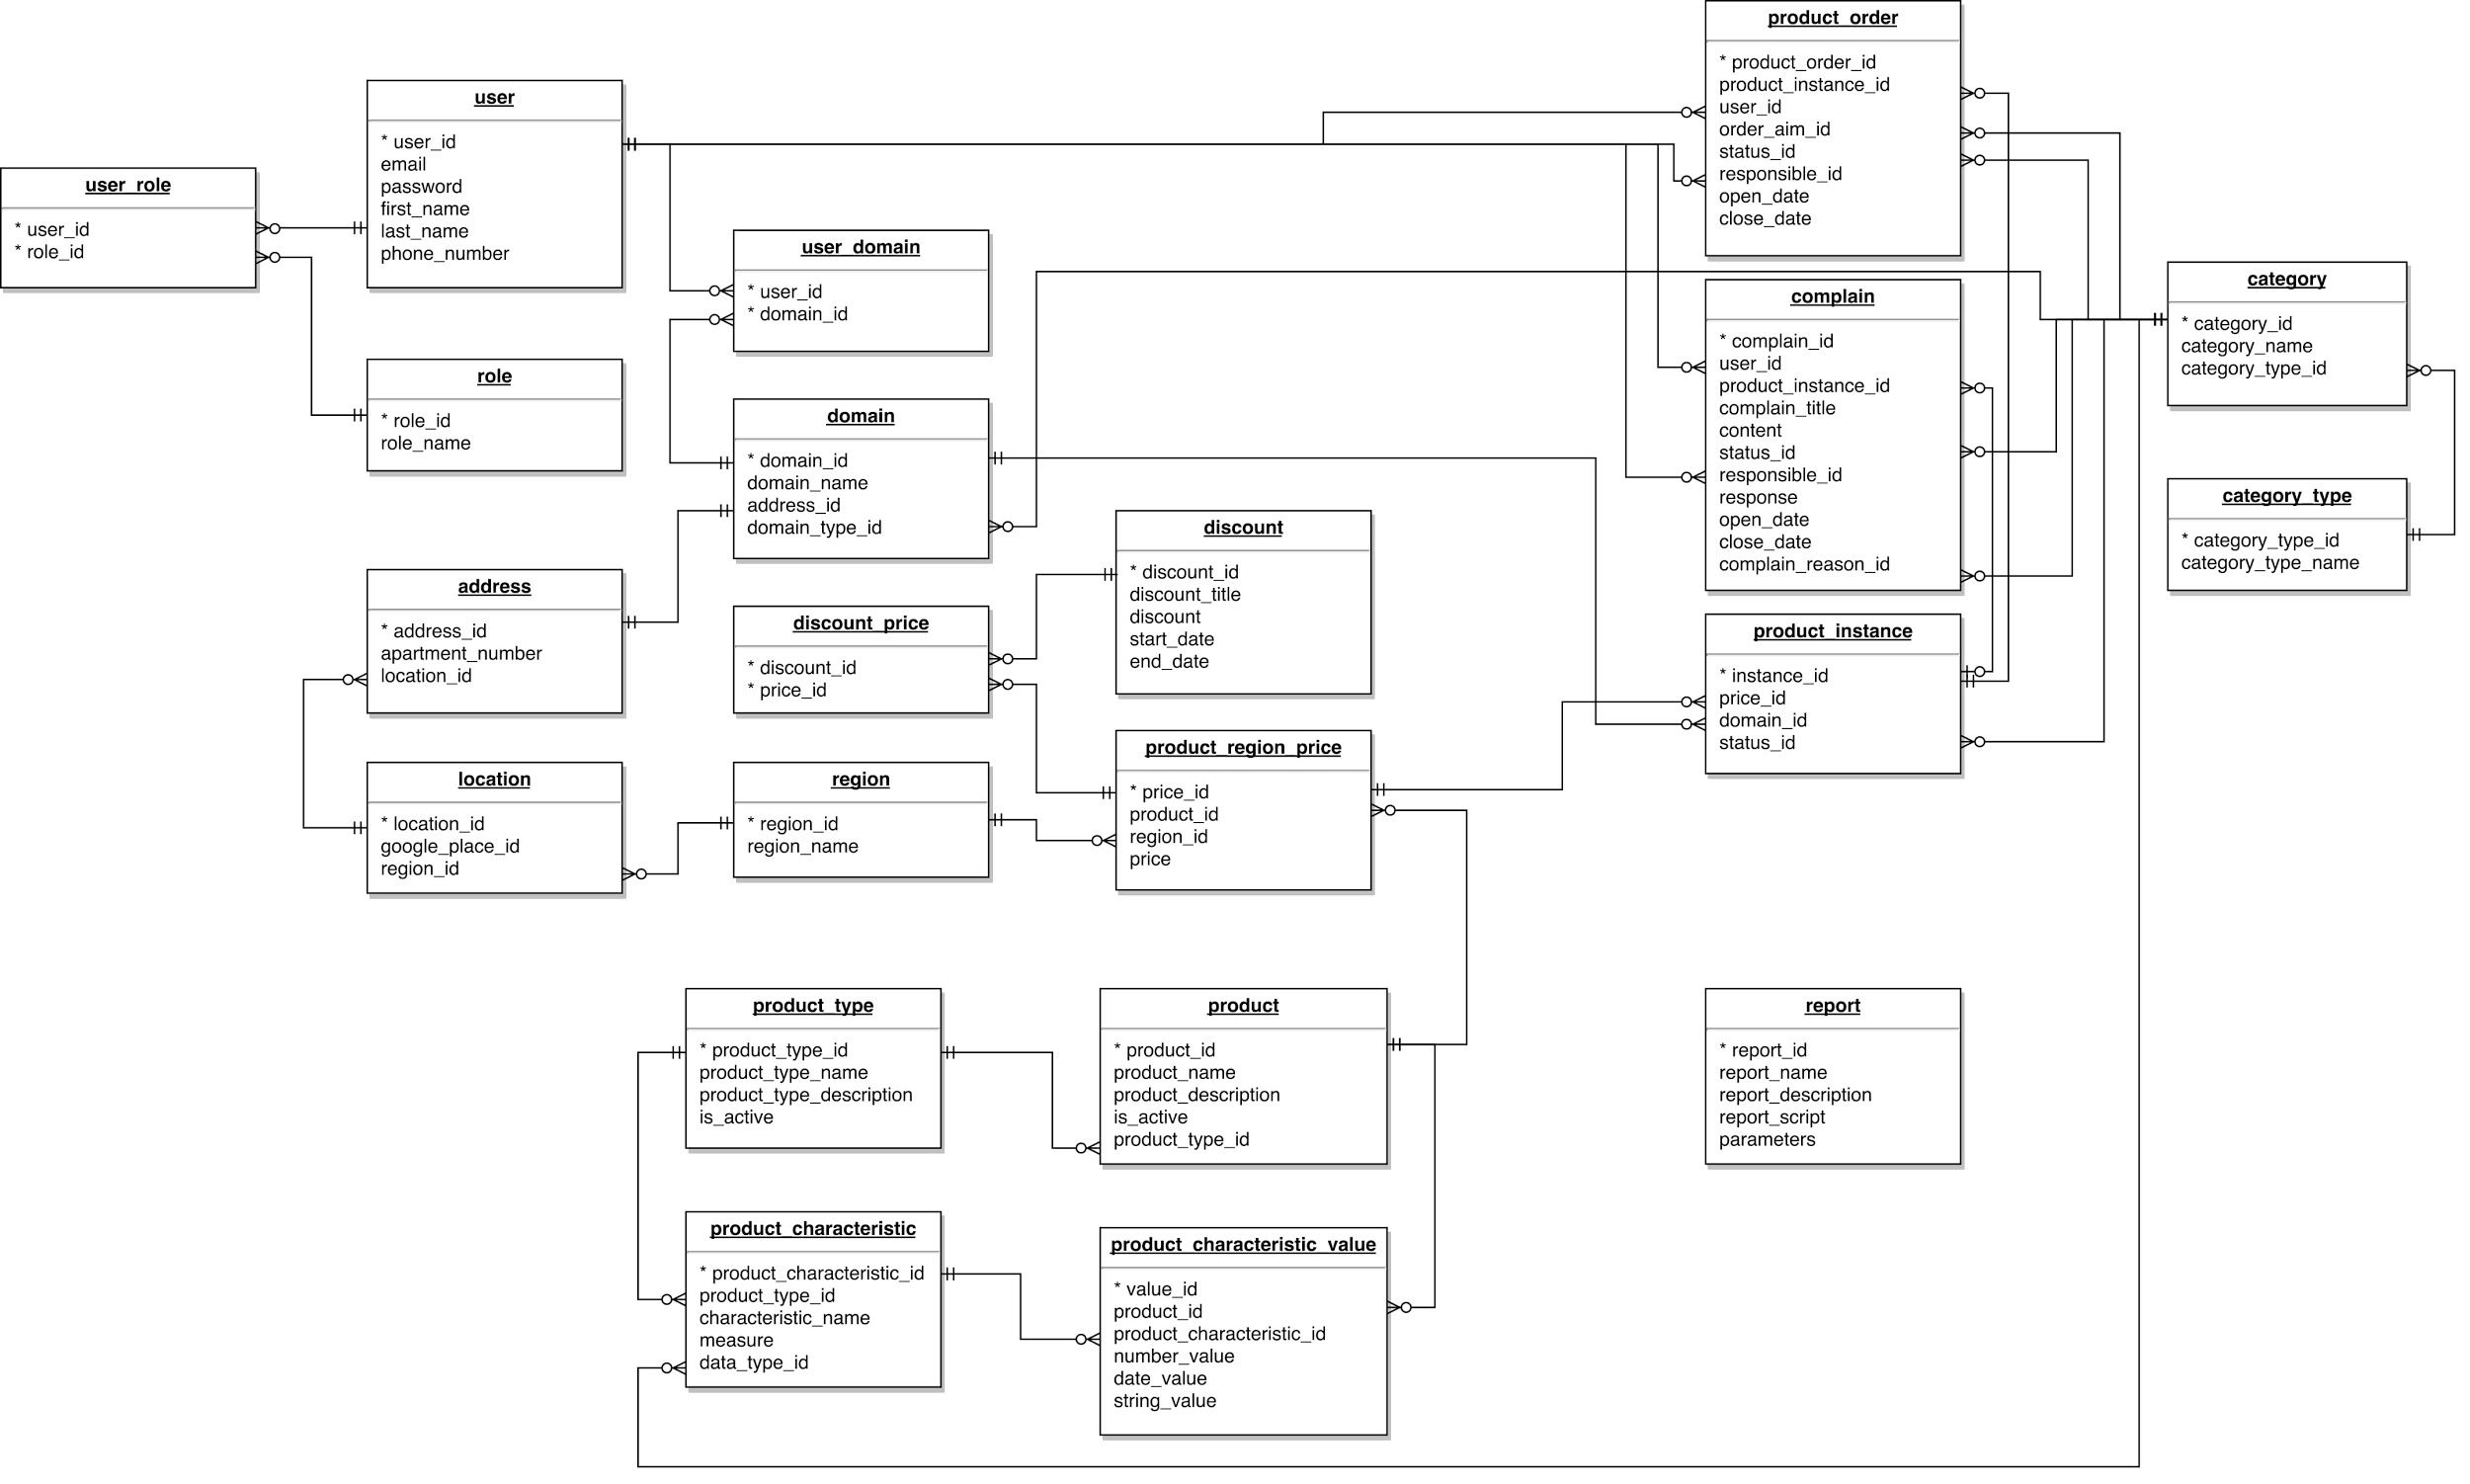 product_order
* product_order_id
product_instance_id
user_id
order_aim_id
status_id
responsible_id
open_date
close_date
user
* user_id
email
password
first_name
last_name
phone_number
user_role
* user_id
* role_id
user_domain
* user_id
* domain_id
category
* category_id
category_name
category_type_id
complain
* complain_id
user_id
product_instance_id
complain_title
content
status_id
responsible_id
response
open_date
close_date
complain_reason_id
role
* role_id
role_name
domain
* domain_id
domain_name
address_id
domain_type_id
category_type
* category_type_id
category_type_name
discount
* discount_id
discount_title
discount
start_date
end_date
address
* address_id
apartment_number
location_id
discount_price
* discount_id
* price_id
product_instance
* instance_id
price_id
domain_id
status_id
product_region_price
* price_id
product_id
region_id
price
location
* location_id
google_place_id
region_id
region
* region_id
region_name
product_type
* product_type_id
product_type_name
product_type_description
is_active
product
* product_id
product_name
product_description
is_active
product_type_id
report
* report_id
report_name
report_description
report_script
parameters
product_characteristic
* product_characteristic_id
product_type_id
characteristic_name
measure
data_type_id
product_characteristic_value
* value_id
product_id
product_characteristic_id
number_value
date_value
string_value